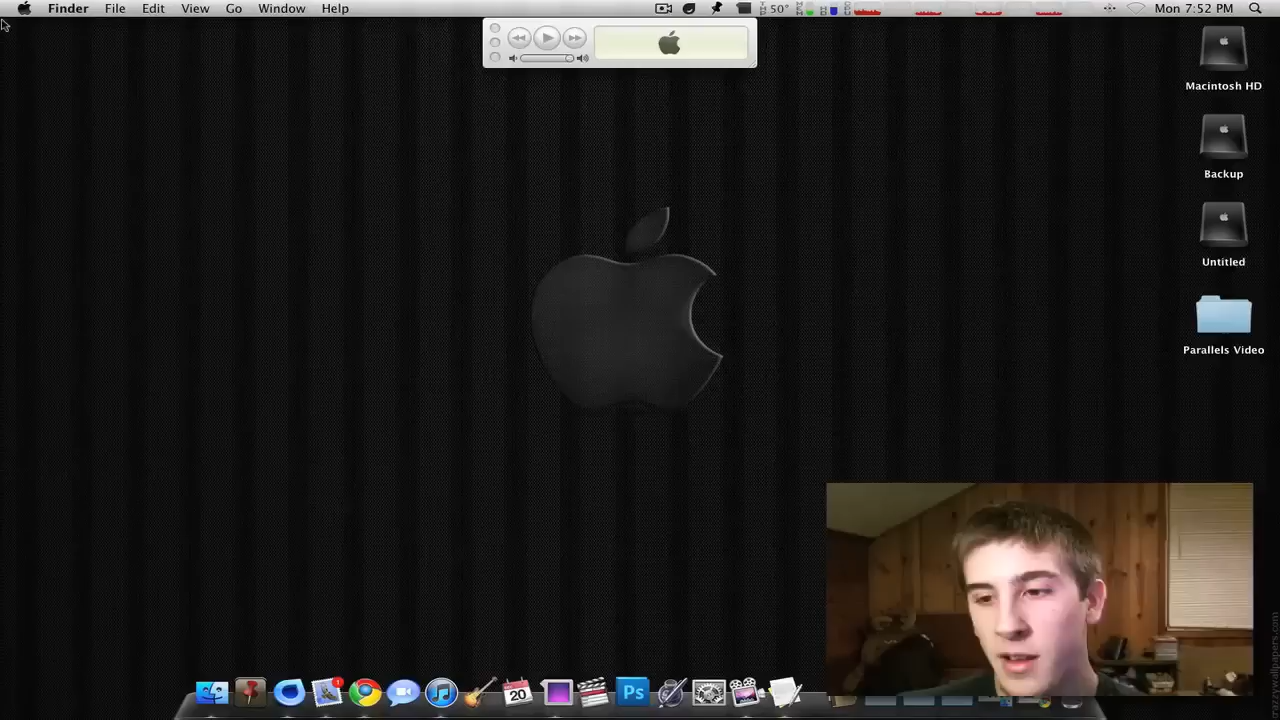 Finder File Edit View Go Window Help 50° Mon 7:52 PM
Macintosh HD
Backup
Untitled
Parallels Video
1
20
Ps